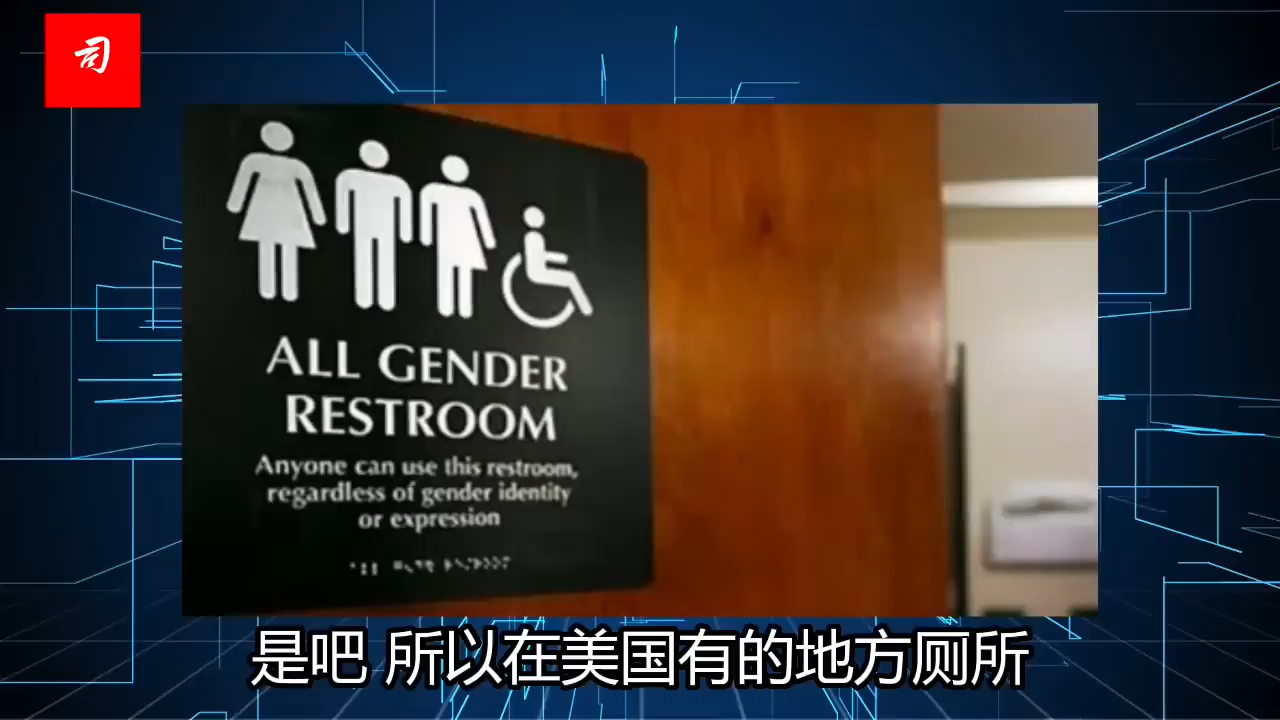 司
ALL GENDER
RESTROOM
Anyone can use this restroom,
regardless of gender identity
or expression
是吧 所以在美国有的地方厕所